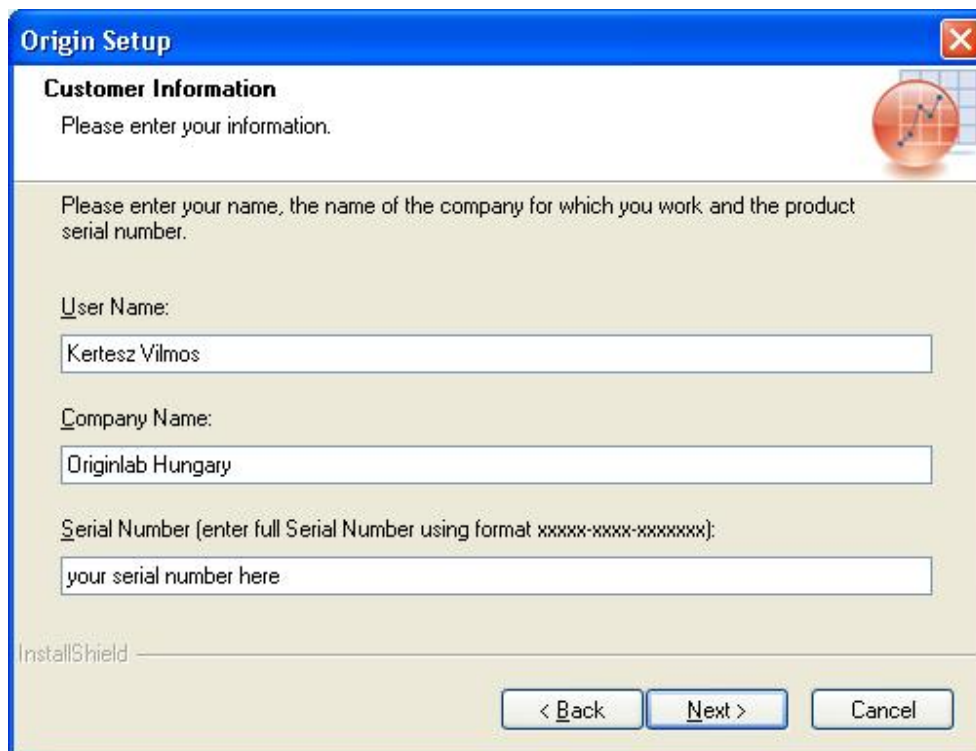 Origin Setup
Customer Information
Please enter your information.
Please enter your name, the name of the company for which you work and the product
serial number.
User Name:
Kertesz Vilmos
Company Name:
Originlab Hungary
Serial Number (enter full Serial Number using format xxxxx-xxxx-xxxxxxx):
your serial number here
InstallShield
< Back
Next >
Cancel